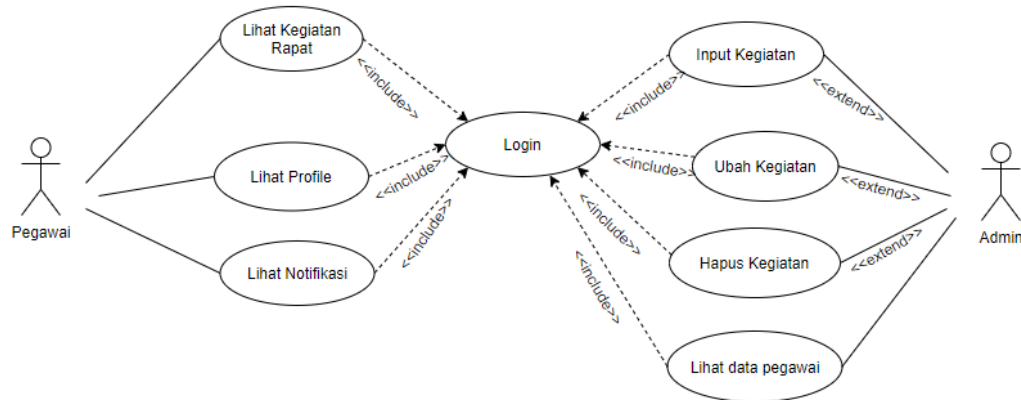 Lihat Kegiatan
Rapat
<<include>>
Input Kegiatan
<<include>>
<<extend>>
Login
Pegawai
Lihat Profile
<<include>>
Ubah Kegiatan
<<include>>
<<extend>>
Admin
Lihat Notifikasi
<<include>>
Hapus Kegiatan
<<include>>
<<extend>>
Lihat data pegawai
<<include>>